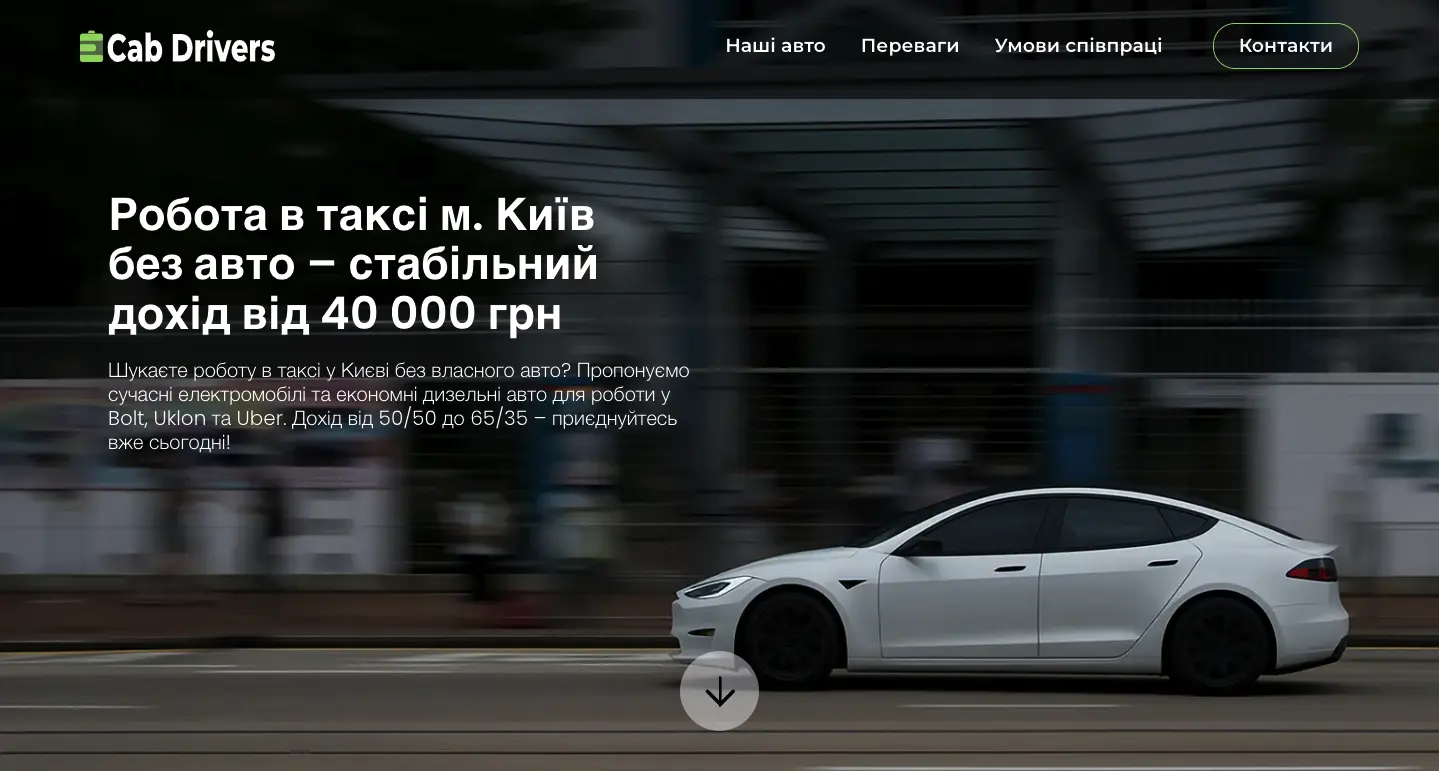 Cab Drivers
Наші авто
Переваги
Умови співпраці
Контакти
Робота в таксі м. Київ
без авто – стабільний
дохід від 40 000 грн
Шукаєте роботу в таксі у Києві без власного авто? Пропонуємо
сучасні електромобілі та економні дизельні авто для роботи у
Bolt, Uklon та Uber. Дохід від 50/50 до 65/35 – приєднуйтесь
вже сьогодні!